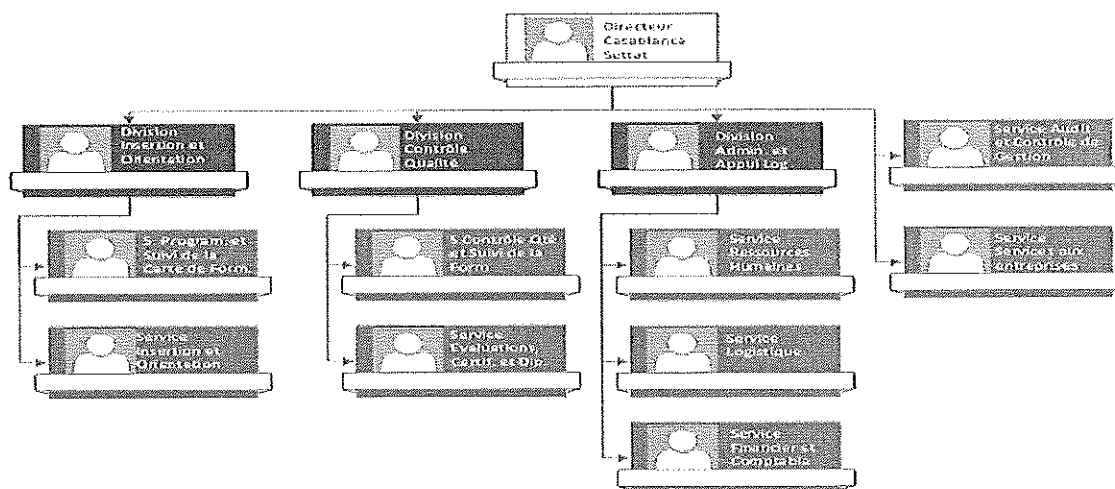 Directeur
Casablanca
Settat
Division
Insertion et
Orientation
Division
Contrôle
Qualité
Division
Admin. et
Appui Log
Service Audit
et Contrôle de
Gestion
S. Program et
Suivi de la
Carte de Form
S Contrôle Qté
et Suivi de la
Form
Service
Ressources
Humaines
Service
Services aux
entreprises
Service
Insertion et
Orientation
Service
Evaluations,
Certif. et Dip
Service
Logistique
Service
Financier et
Comptable